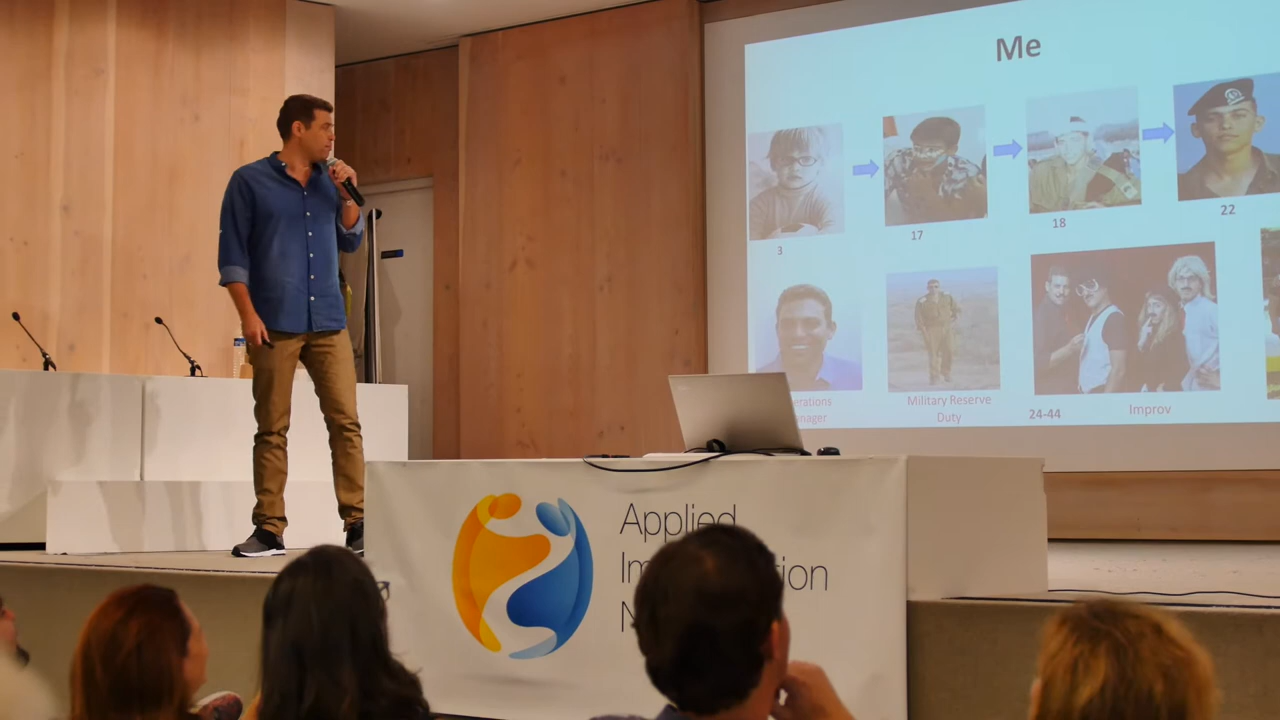 Me
3
17
18
22
Military Reserve
Duty
24-44
Improv
Applied